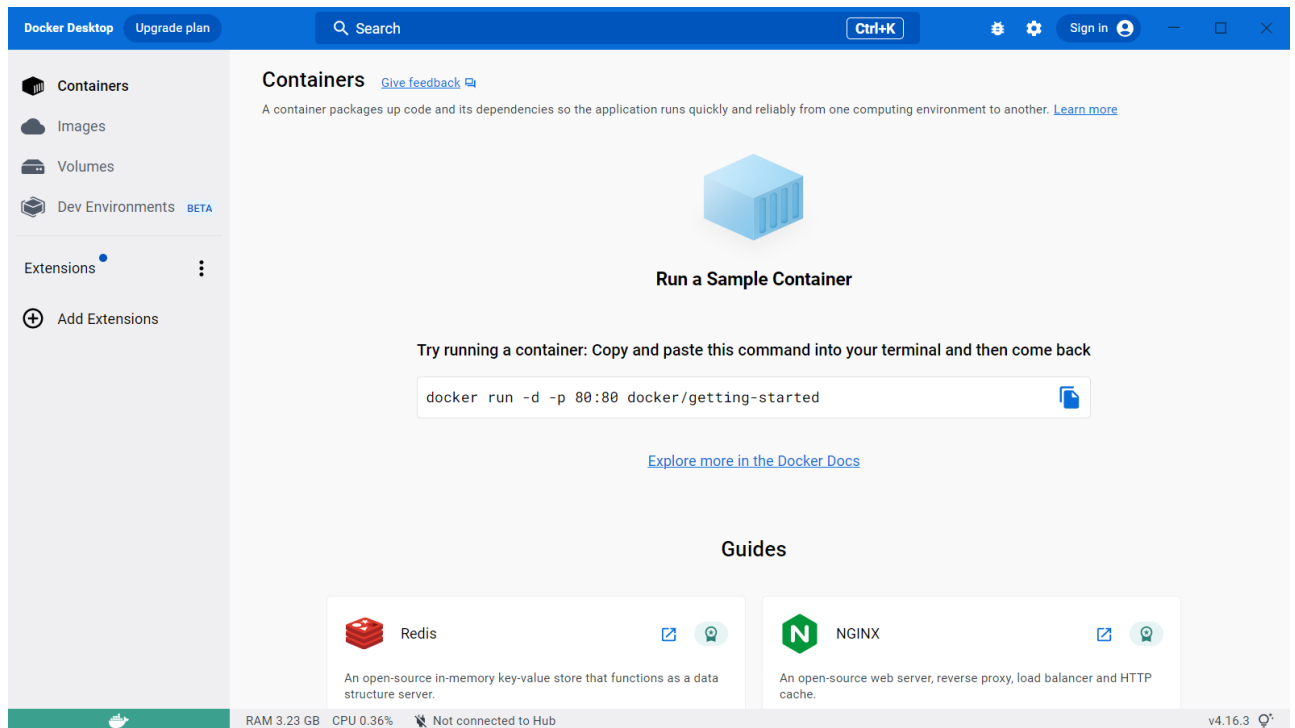 Docker Desktop Upgrade plan Search Ctrl+K Sign in
Containers
Images
Volumes
Dev Environments BETA
Extensions
Add Extensions
Containers Give feedback
A container packages up code and its dependencies so the application runs quickly and reliably from one computing environment to another. Learn more
Run a Sample Container
Try running a container: Copy and paste this command into your terminal and then come back
docker run -d -p 80:80 docker/getting-started
Explore more in the Docker Docs
Guides
Redis
An open-source in-memory key-value store that functions as a data
structure server.
NGINX
An open-source web server, reverse proxy, load balancer and HTTP
cache.
RAM 3.23 GB CPU 0.36% Not connected to Hub v4.16.3